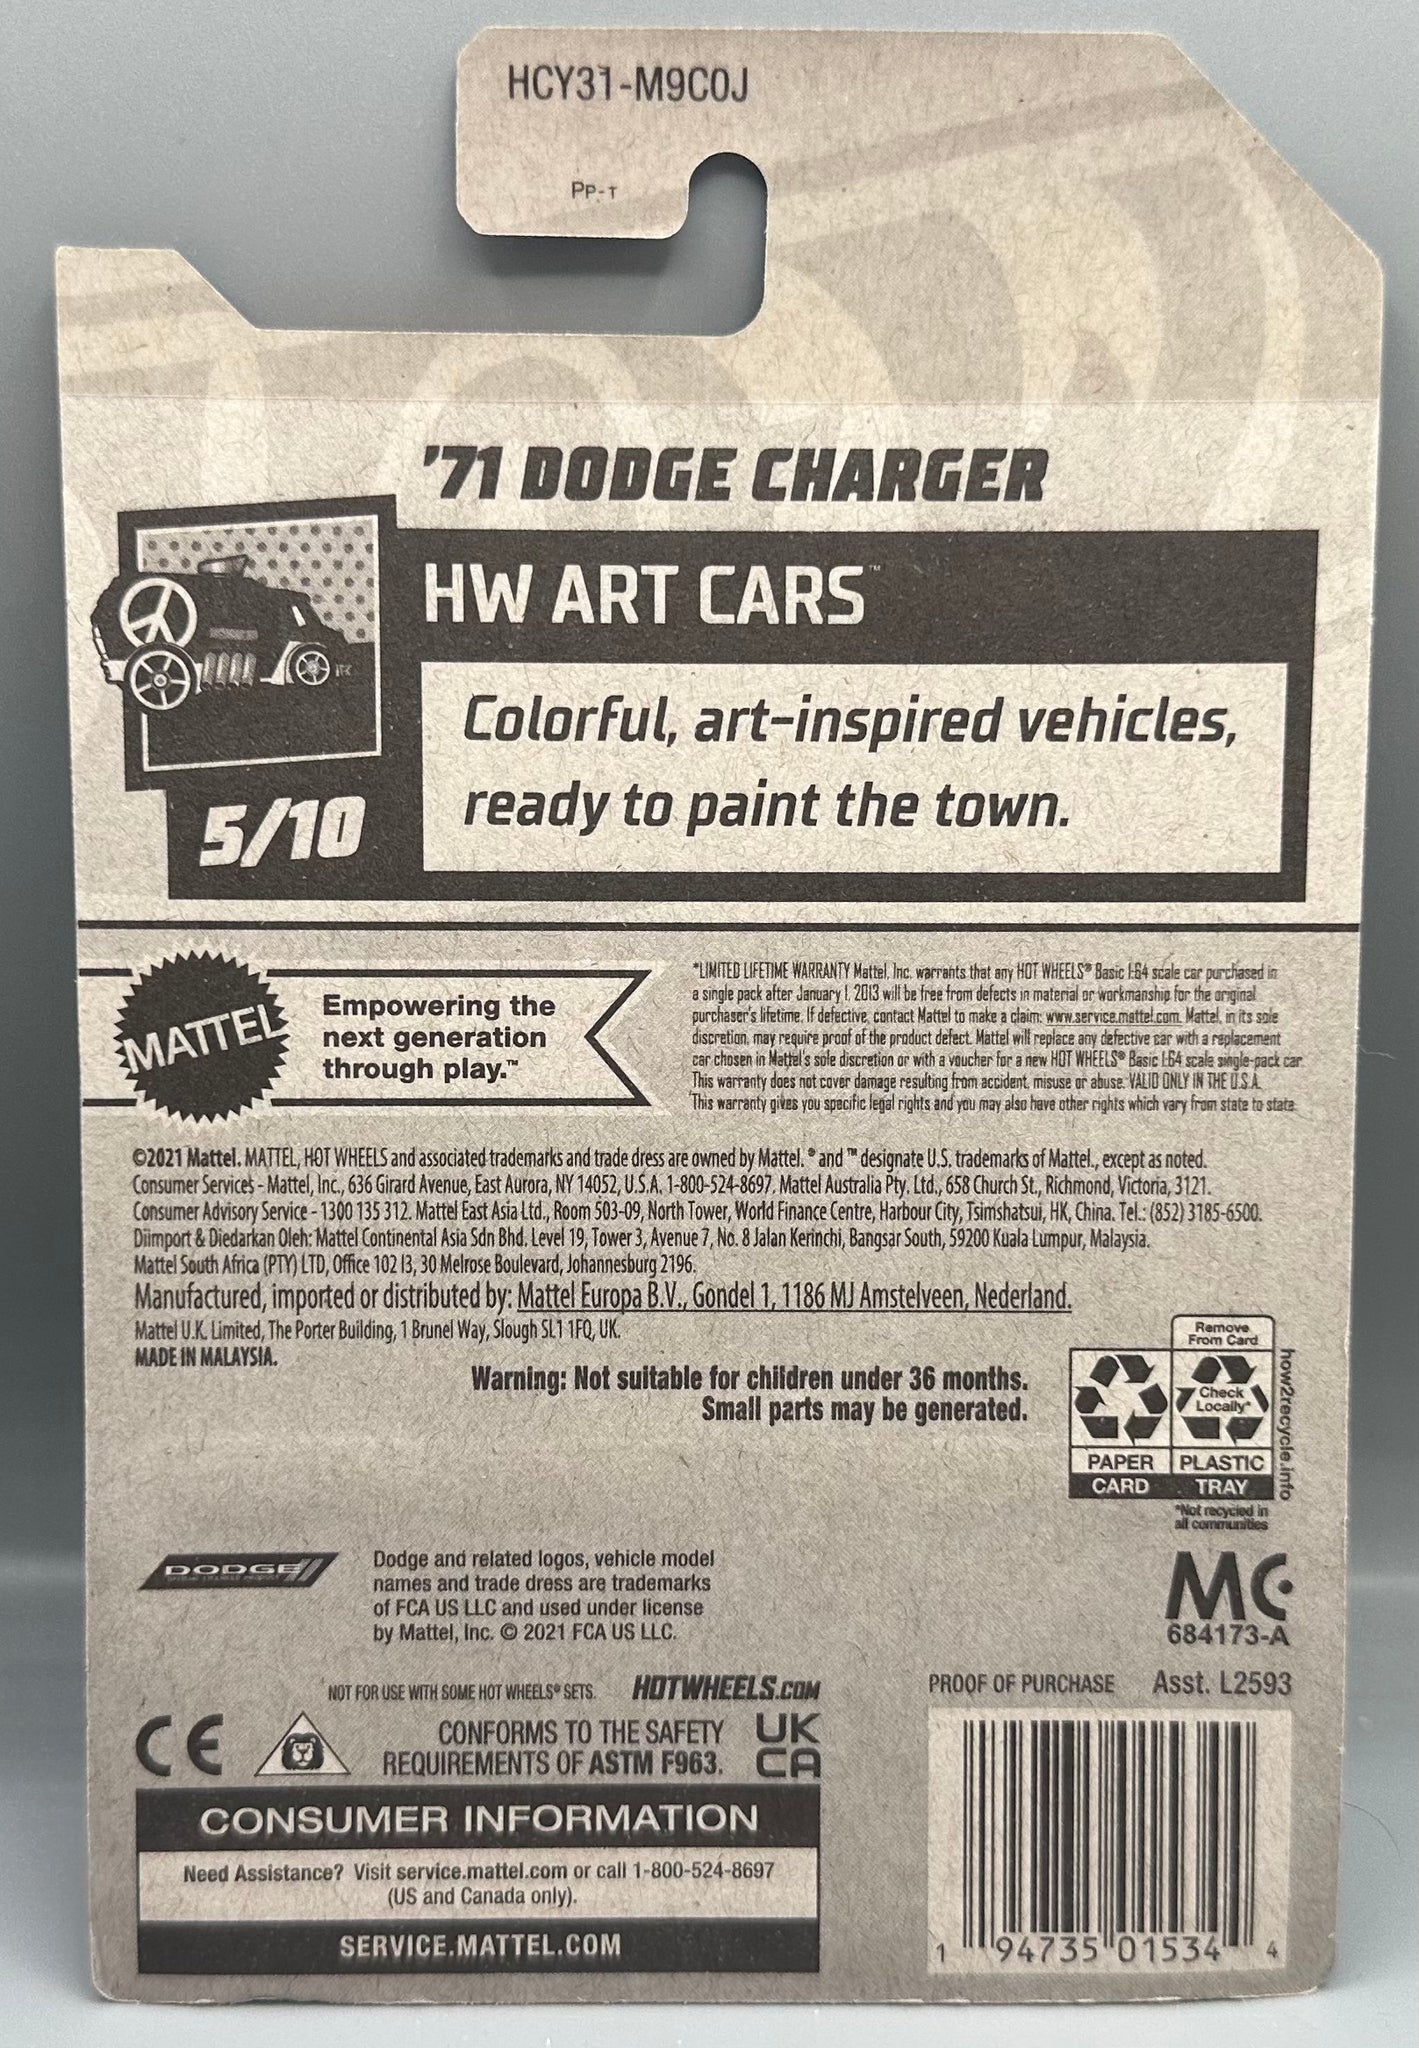 HCY31-M9C0J
PP-T
'71 DODGE CHARGER
HW ART CARS™
Colorful, art-inspired vehicles,
ready to paint the town.
5/10
MATTEL
Empowering the
next generation
through play.™
*LIMITED LIFETIME WARRANTY Mattel, Inc. warrants that any HOT WHEELS® Basic 1:64 scale car purchased in
a single pack after January 1, 2013 will be free from defects in material or workmanship for the original
purchaser's lifetime. If defective, contact Mattel to make a claim: www.service.mattel.com. Mattel, in its sole
discretion, may require proof of the product defect. Mattel will replace any defective car with a replacement
car chosen in Mattel's sole discretion or with a voucher for a new HOT WHEELS® Basic 1:64 scale single-pack car.
This warranty does not cover damage resulting from accident, misuse or abuse. VALID ONLY IN THE U.S.A.
This warranty gives you specific legal rights and you may also have other rights which vary from state to state.
©2021 Mattel. MATTEL, HOT WHEELS and associated trademarks and trade dress are owned by Mattel. ® and ™ designate U.S. trademarks of Mattel., except as noted.
Consumer Services - Mattel, Inc., 636 Girard Avenue, East Aurora, NY 14052, U.S.A. 1-800-524-8697. Mattel Australia Pty. Ltd., 658 Church St., Richmond, Victoria, 3121.
Consumer Advisory Service - 1300 135 312. Mattel East Asia Ltd., Room 503-09, North Tower, World Finance Centre, Harbour City, Tsimshatsui, HK, China. Tel.: (852) 3185-6500.
Diimport & Diedarkan Oleh: Mattel Continental Asia Sdn Bhd. Level 19, Tower 3, Avenue 7, No. 8 Jalan Kerinchi, Bangsar South, 59200 Kuala Lumpur, Malaysia.
Mattel South Africa (PTY) LTD, Office 102 I3, 30 Melrose Boulevard, Johannesburg 2196.
Manufactured, imported or distributed by: Mattel Europa B.V., Gondel 1, 1186 MJ Amstelveen, Nederland.
Mattel U.K. Limited, The Porter Building, 1 Brunel Way, Slough SL1 1FQ, UK.
MADE IN MALAYSIA.
Warning: Not suitable for children under 36 months.
Small parts may be generated.
Remove
From Card
Check
Locally*
PAPER
CARD
PLASTIC
TRAY
how2recycle.info
*Not recycled in
all communities
DODGE
Dodge and related logos, vehicle model
names and trade dress are trademarks
of FCA US LLC and used under license
by Mattel, Inc. © 2021 FCA US LLC.
MC
684173-A
NOT FOR USE WITH SOME HOT WHEELS® SETS.
HOTWHEELS.COM
PROOF OF PURCHASE
Asst. L2593
CE
CONFORMS TO THE SAFETY
REQUIREMENTS OF ASTM F963.
UK
CA
CONSUMER INFORMATION
Need Assistance? Visit service.mattel.com or call 1-800-524-8697
(US and Canada only).
SERVICE.MATTEL.COM
1 94735 01534 4